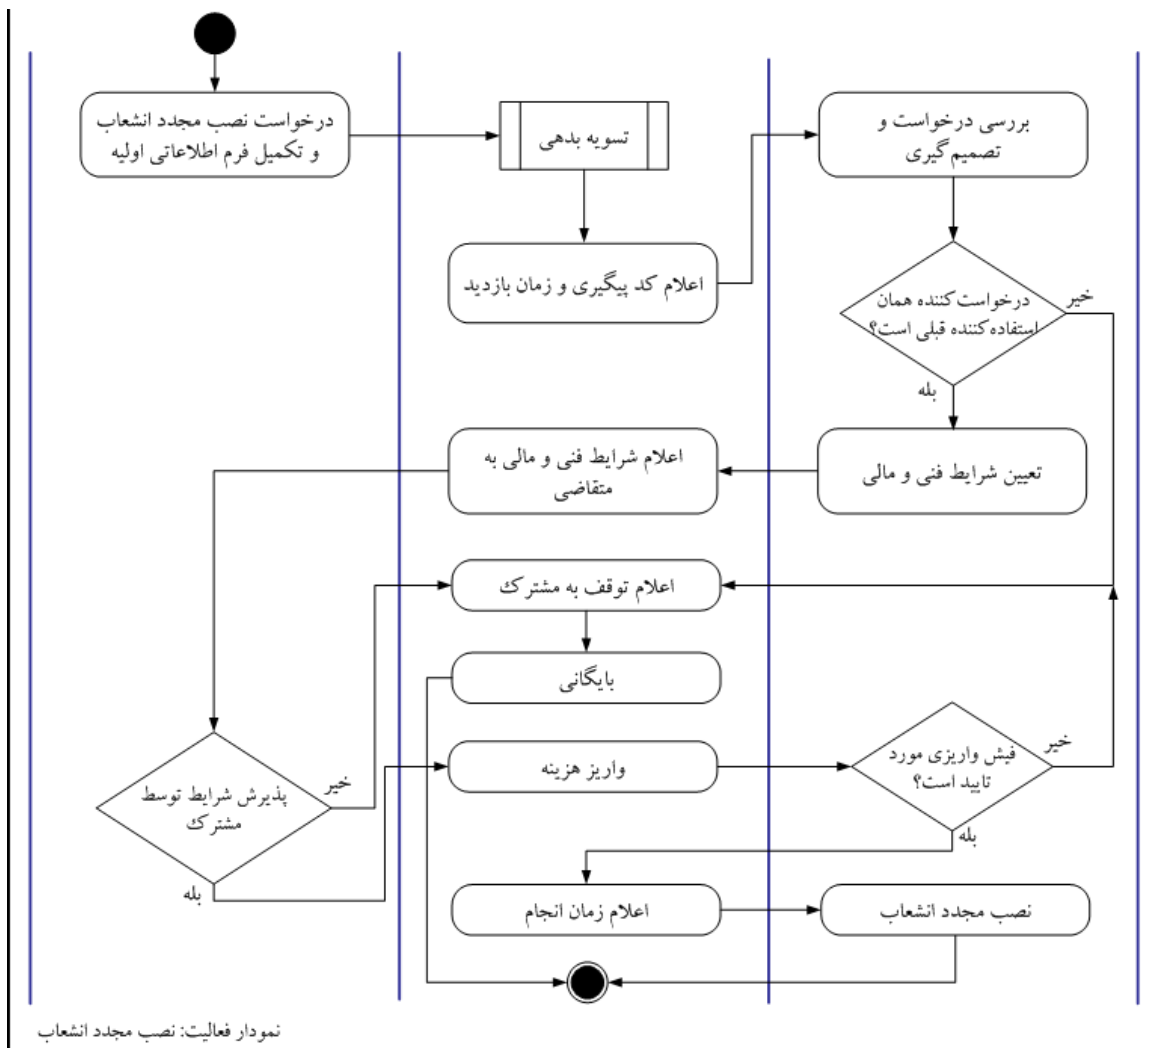 درخواست نصب مجدد انشعاب
و تکمیل فرم اطلاعاتی اولیه
تسویه بدهی
بررسی درخواست و
تصمیم‌گیری
اعلام کد پیگیری و زمان بازدید
درخواست‌کننده همان
استفاده‌کننده قبلی است؟
خیر
بله
تعیین شرایط فنی و مالی
اعلام شرایط فنی و مالی به
متقاضی
اعلام توقف به مشترک
بایگانی
پذیرش شرایط توسط
مشترک
خیر
بله
واریز هزینه
فیش واریزی مورد
تایید است؟
خیر
بله
اعلام زمان انجام
نصب مجدد انشعاب
نمودار فعالیت: نصب مجدد انشعاب